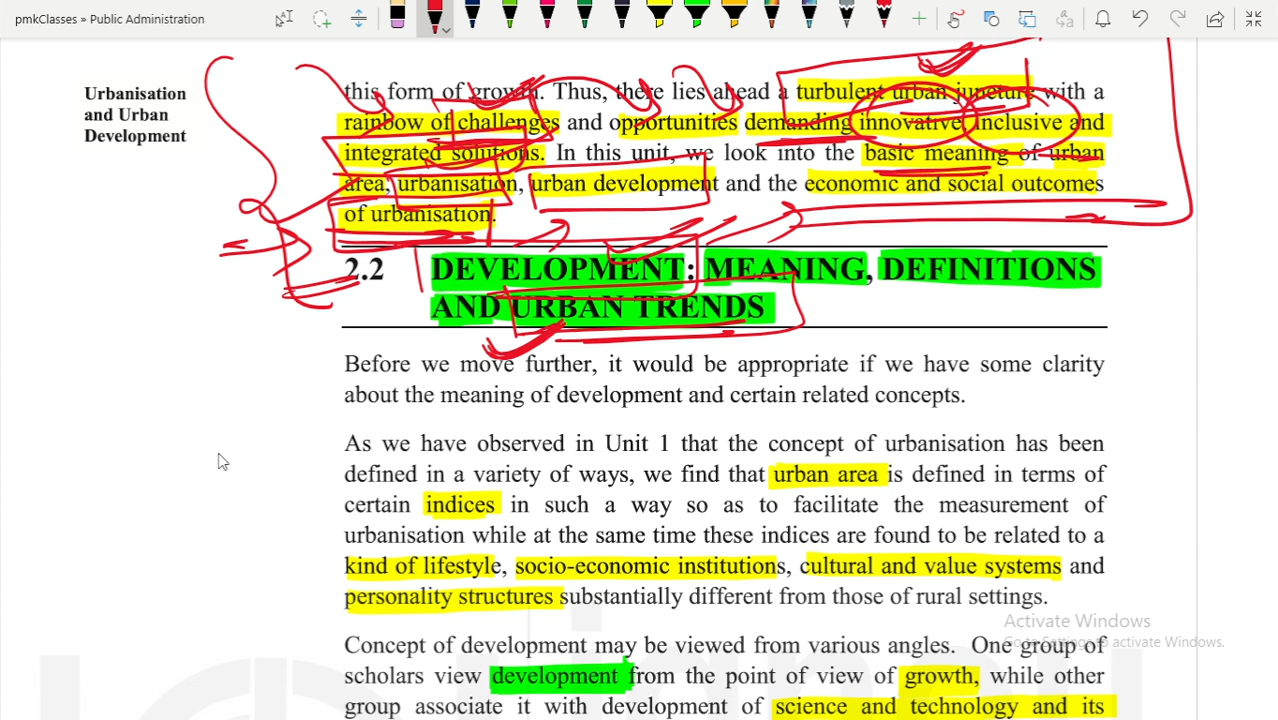 pmkClasses » Public Administration
Urbanisation
and Urban
Development
this form of growth. Thus, there lies ahead a turbulent urban juncture with a
rainbow of challenges and opportunities demanding innovative, inclusive and
integrated solutions. In this unit, we look into the basic meaning of urban
area, urbanisation, urban development and the economic and social outcomes
of urbanisation.
2.2 DEVELOPMENT: MEANING, DEFINITIONS
AND URBAN TRENDS
Before we move further, it would be appropriate if we have some clarity
about the meaning of development and certain related concepts.
As we have observed in Unit 1 that the concept of urbanisation has been
defined in a variety of ways, we find that urban area is defined in terms of
certain indices in such a way so as to facilitate the measurement of
urbanisation while at the same time these indices are found to be related to a
kind of lifestyle, socio-economic institutions, cultural and value systems and
personality structures substantially different from those of rural settings.
Activate Windows
Go to Settings to activate Windows.
Concept of development may be viewed from various angles. One group of
scholars view development from the point of view of growth, while other
group associate it with development of science and technology and its